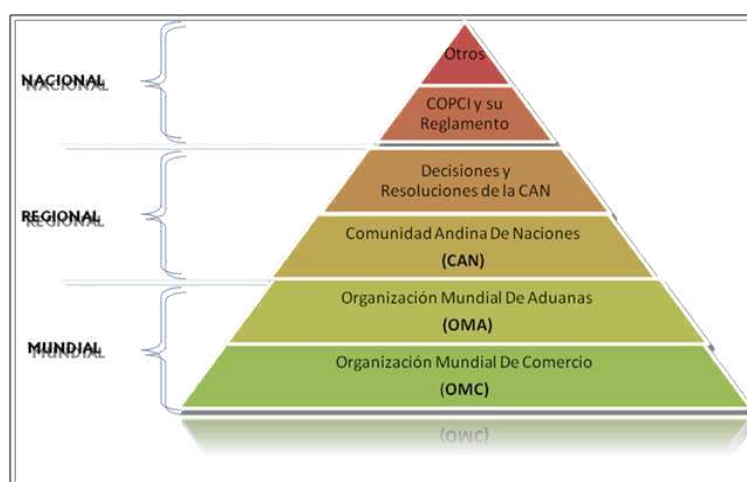 Otros
NACIONAL
COPCI y su
Reglamento
Decisiones y
Resoluciones de la CAN
REGIONAL
Comunidad Andina De Naciones
(CAN)
Organización Mundial De Aduanas
(OMA)
MUNDIAL
Organización Mundial De Comercio
(OMC)